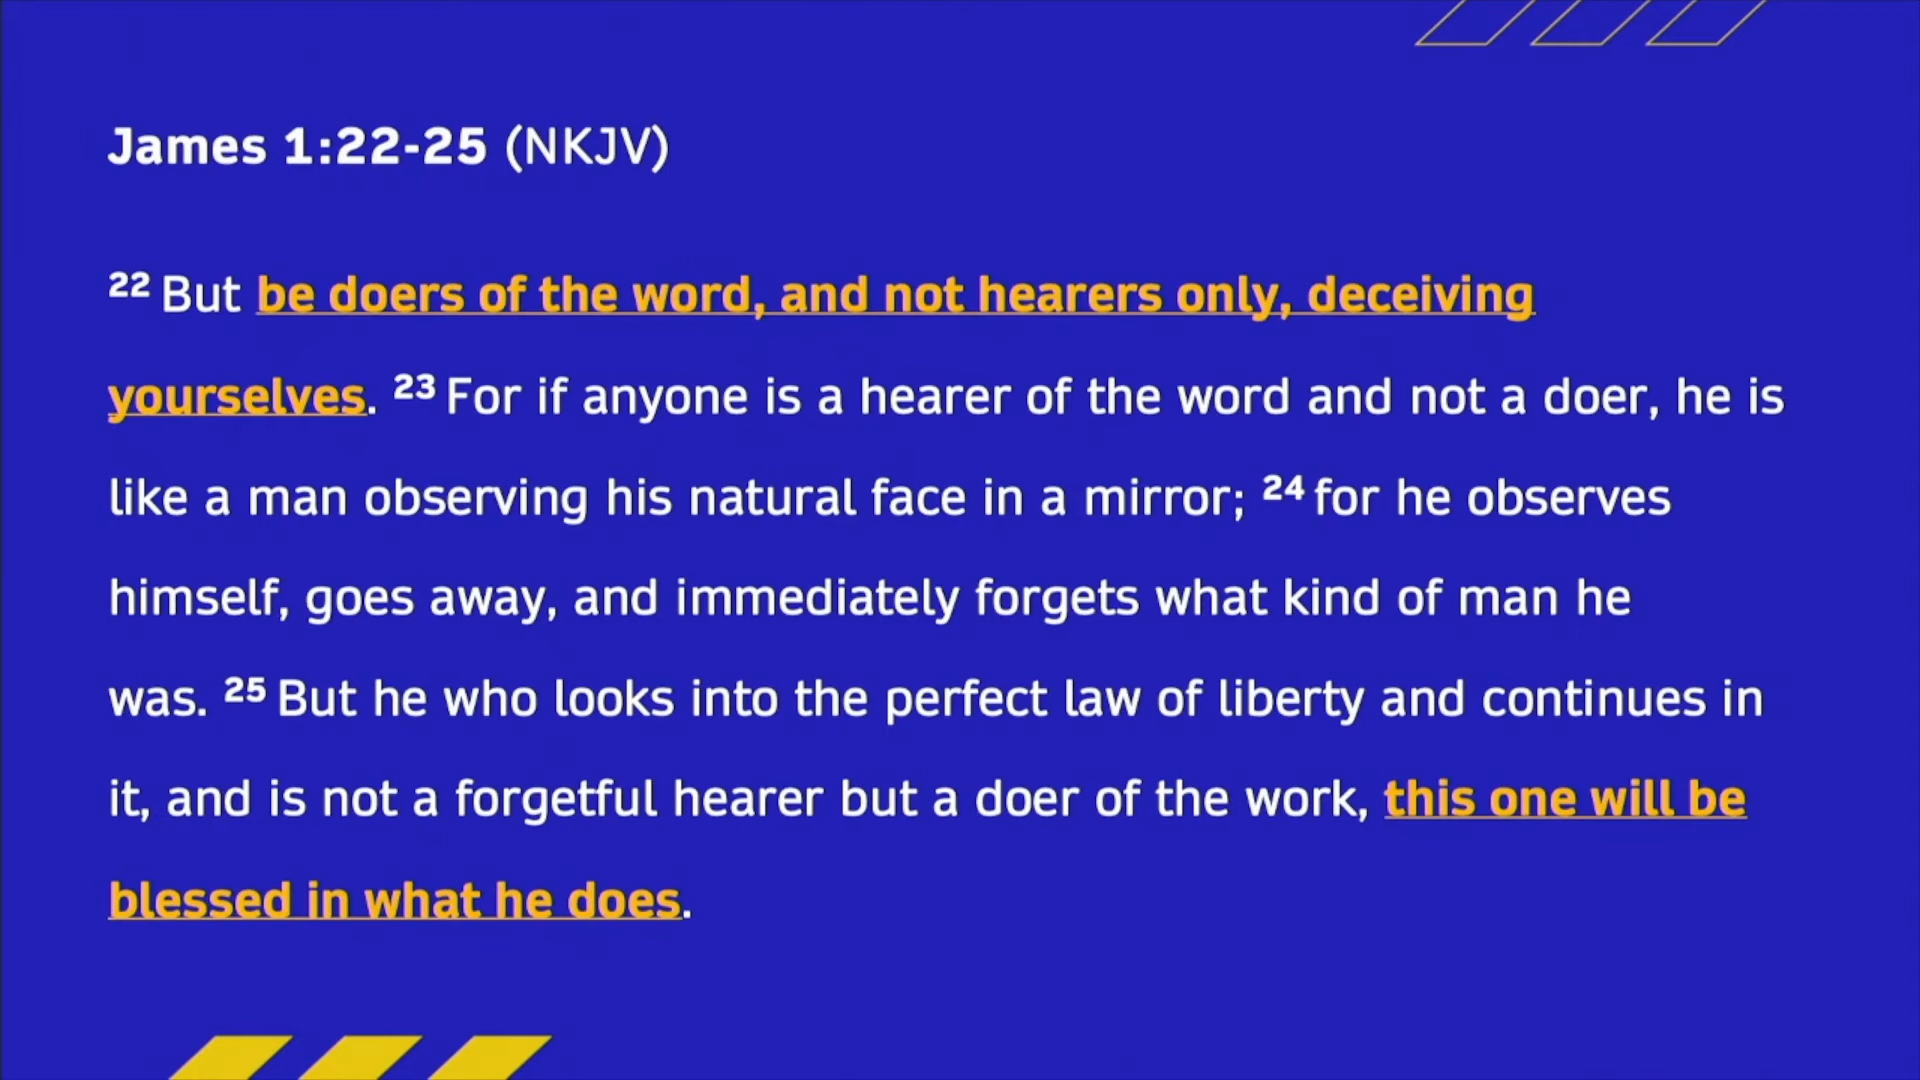 James 1:22-25 (NKJV)
22 But be doers of the word, and not hearers only, deceiving
yourselves. 23 For if anyone is a hearer of the word and not a doer, he is
like a man observing his natural face in a mirror; 24 for he observes
himself, goes away, and immediately forgets what kind of man he
was. 25 But he who looks into the perfect law of liberty and continues in
it, and is not a forgetful hearer but a doer of the work, this one will be
blessed in what he does.